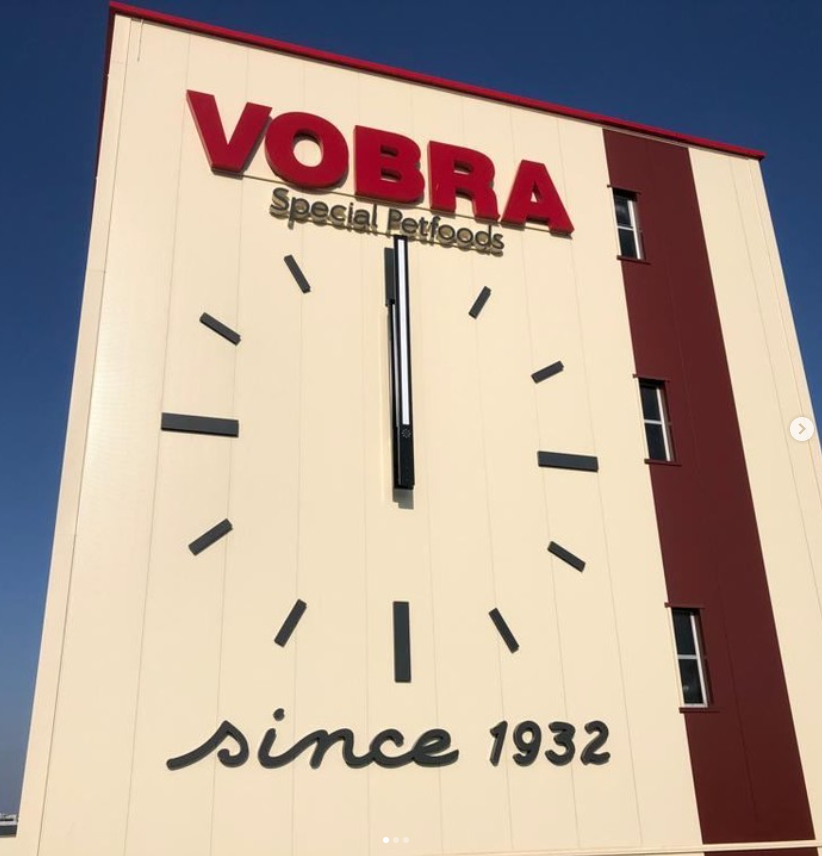 VOBRA
Special Petfoods
since 1932